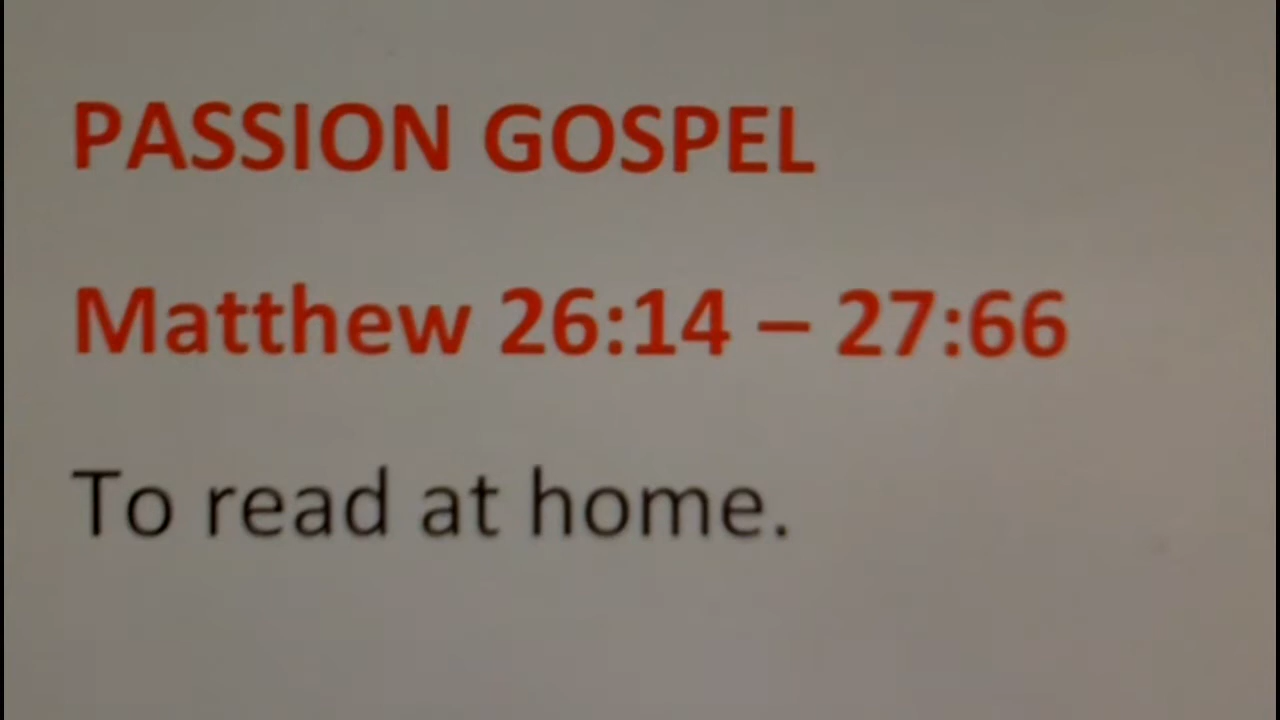 PASSION GOSPEL
Matthew 26:14 – 27:66
To read at home.